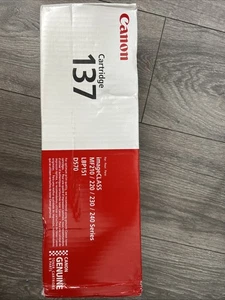 Canon
Cartridge
137
imageCLASS
MF210 / 220 / 230 / 240 Series
LBP151
D570
CANON
GENUINE